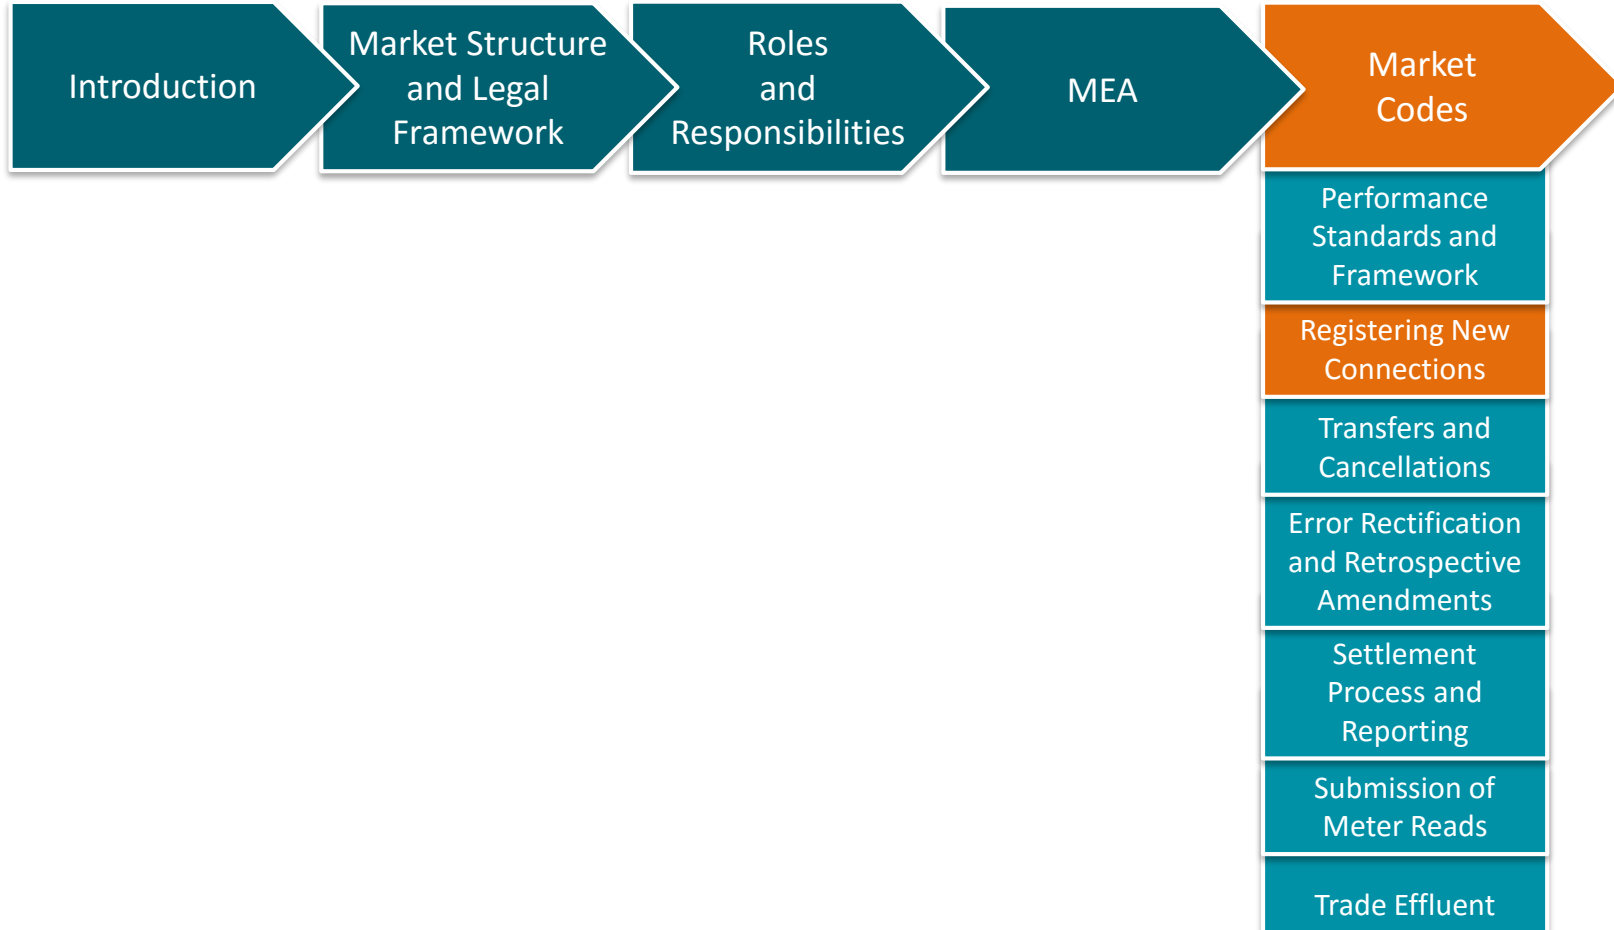 Introduction
Market Structure
and Legal
Framework
Roles
and
Responsibilities
MEA
Market
Codes
Performance
Standards and
Framework
Registering New
Connections
Transfers and
Cancellations
Error Rectification
and Retrospective
Amendments
Settlement
Process and
Reporting
Submission of
Meter Reads
Trade Effluent